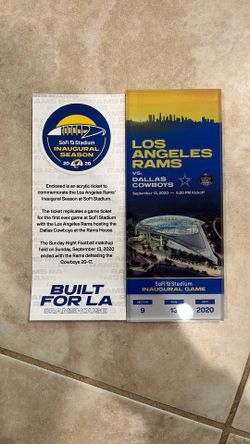 SoFi Stadium
INAUGURAL
SEASON
20 20
Enclosed is an acrylic ticket to
commemorate the Los Angeles Rams'
Inaugural Season at SoFi Stadium.
The ticket replicates a game ticket
for the first ever game at SoFi Stadium
with the Los Angeles Rams hosting the
Dallas Cowboys at the Rams House.
The Sunday Night Football matchup
held on Sunday, September 13, 2020
ended with the Rams defeating the
Cowboys 20-17.
BUILT
FOR LA
#RAMSHOUSE
LOS
ANGELES
RAMS
VS.
DALLAS
COWBOYS
September 13, 2020
SoFi Stadium
INAUGURAL GAME
9 13 2020